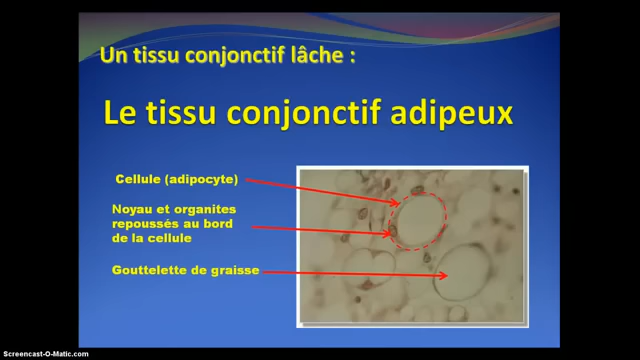 Un tissu conjonctif lâche :
Le tissu conjonctif adipeux
Cellule (adipocyte)
Noyau et organites
repoussés au bord
de la cellule
Gouttelette de graisse
Screencast-O-Matic.com